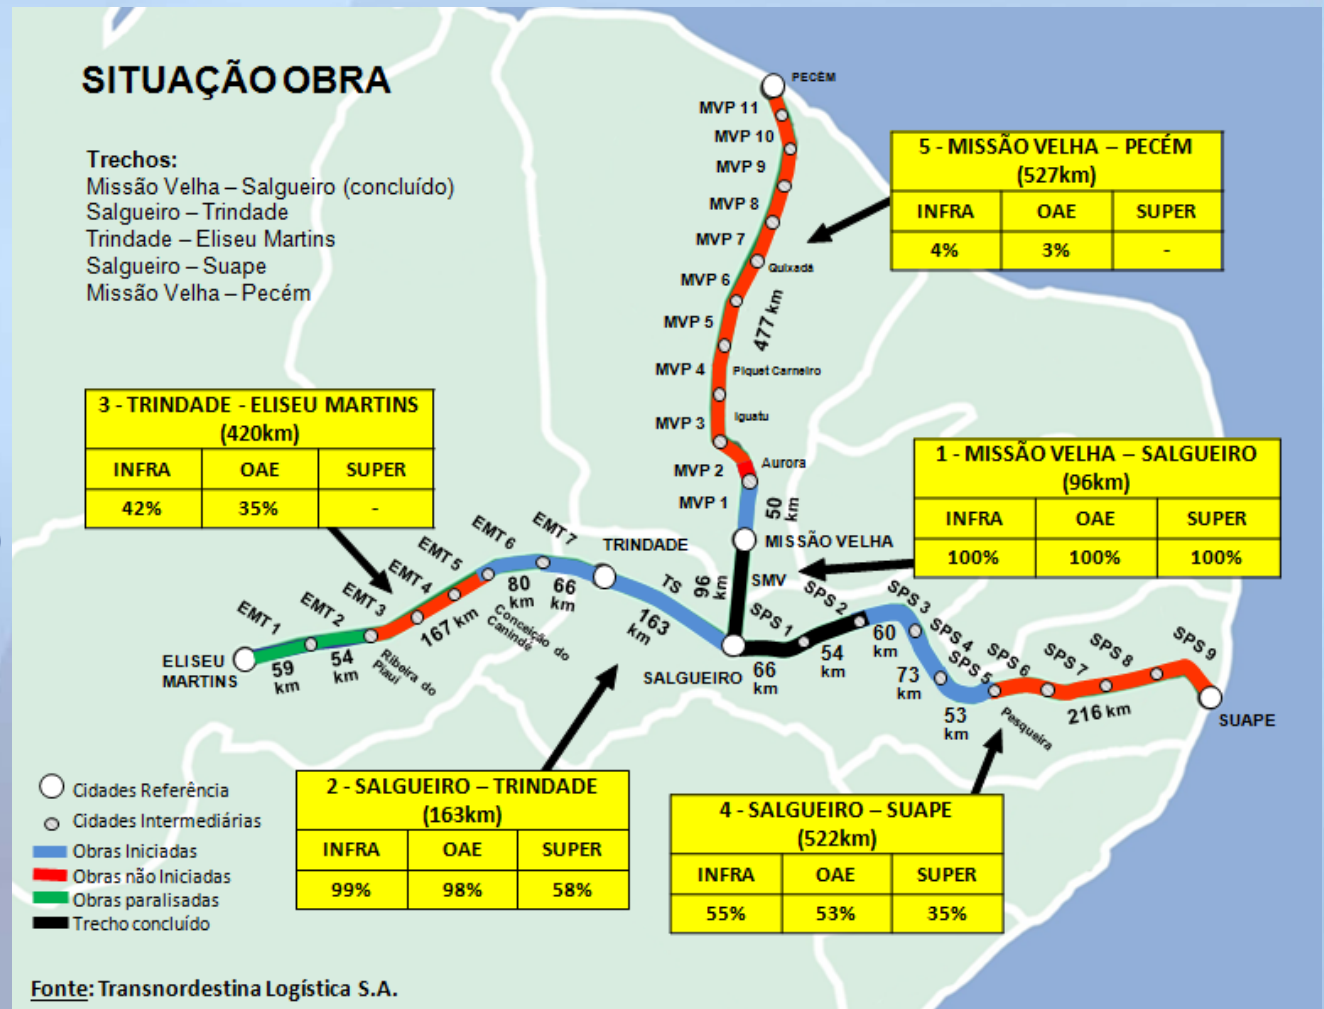 SITUAÇÃO OBRA
Trechos:
Missão Velha – Salgueiro (concluído)
Salgueiro – Trindade
Trindade – Eliseu Martins
Salgueiro – Suape
Missão Velha – Pecém
PECÉM
MVP 11
MVP 10
MVP 9
MVP 8
MVP 7
MVP 6
MVP 5
MVP 4
MVP 3
MVP 2
MVP 1
Quixadá
477 km
Piquet Carneiro
Iguatu
Aurora
50
km
MISSÃO VELHA
5 - MISSÃO VELHA – PECÉM
(527km)
INFRA OAE SUPER
4% 3% -
3 - TRINDADE - ELISEU MARTINS
(420km)
INFRA OAE SUPER
42% 35% -
1 - MISSÃO VELHA – SALGUEIRO
(96km)
INFRA OAE SUPER
100% 100% 100%
EMT 1
EMT 2
EMT 3
EMT 4
EMT 5
EMT 6
EMT 7
TRINDADE
TS
96
km
SMV
SPS 1
SPS 2
SPS 3
SPS 4
SPS 5
SPS 6
SPS 7
SPS 8
SPS 9
ELISEU
MARTINS
59
km
54
km
Ribeira do
Piauí
167 km
80
km
Conceição do
Canindé
66
km
163
km
SALGUEIRO
66
km
54
km
60
km
73
km
53
km
Pesqueira
216 km
SUAPE
2 - SALGUEIRO – TRINDADE
(163km)
INFRA OAE SUPER
99% 98% 58%
4 - SALGUEIRO – SUAPE
(522km)
INFRA OAE SUPER
55% 53% 35%
Cidades Referência
Cidades Intermediárias
Obras Iniciadas
Obras não Iniciadas
Obras paralisadas
Trecho concluído
Fonte: Transnordestina Logística S.A.